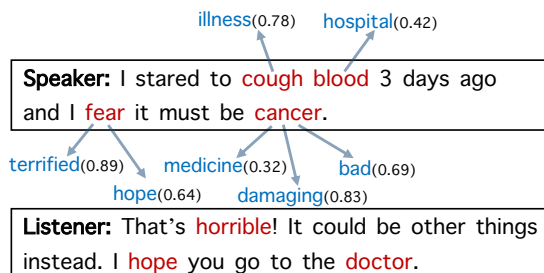 illness(0.78) hospital(0.42)
Speaker: I stared to cough blood 3 days ago
and I fear it must be cancer.
terrified(0.89) medicine(0.32) bad(0.69)
hope(0.64) damaging(0.83)
Listener: That's horrible! It could be other things
instead. I hope you go to the doctor.